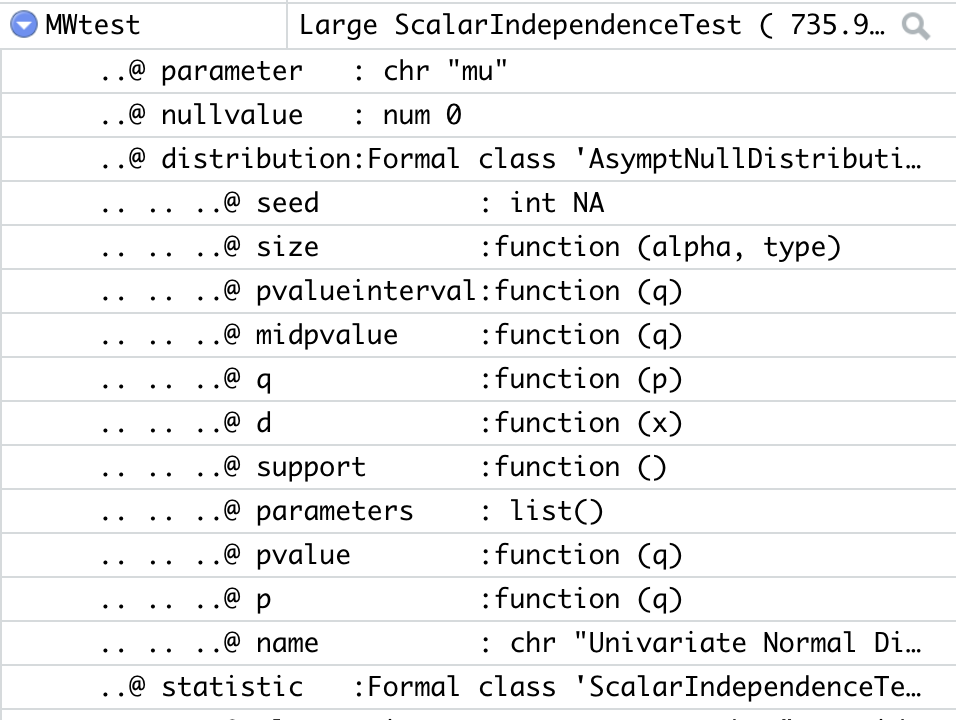 MWtest Large ScalarIndependenceTest ( 735.9…
..@ parameter   : chr "mu"
..@ nullvalue   : num 0
..@ distribution:Formal class 'AsymptNullDistributi…
.. .. ..@ seed          : int NA
.. .. ..@ size          :function (alpha, type)
.. .. ..@ pvalueinterval:function (q)
.. .. ..@ midpvalue     :function (q)
.. .. ..@ q             :function (p)
.. .. ..@ d             :function (x)
.. .. ..@ support       :function ()
.. .. ..@ parameters    : list()
.. .. ..@ pvalue        :function (q)
.. .. ..@ p             :function (q)
.. .. ..@ name          : chr "Univariate Normal Di…
..@ statistic   :Formal class 'ScalarIndependenceTe…